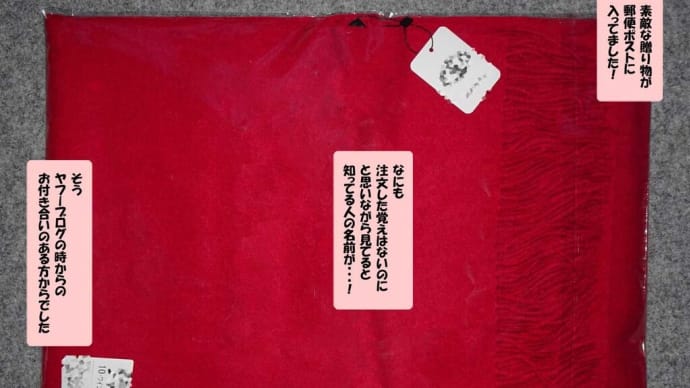 素敵な贈り物が
郵便ポストに
入ってました!
なにも
注文した覚えはないのに
と思いながら見てると
知ってる人の名前が・・・!
そう
ヤフーブログの時からの
お付き合いのある方からでした